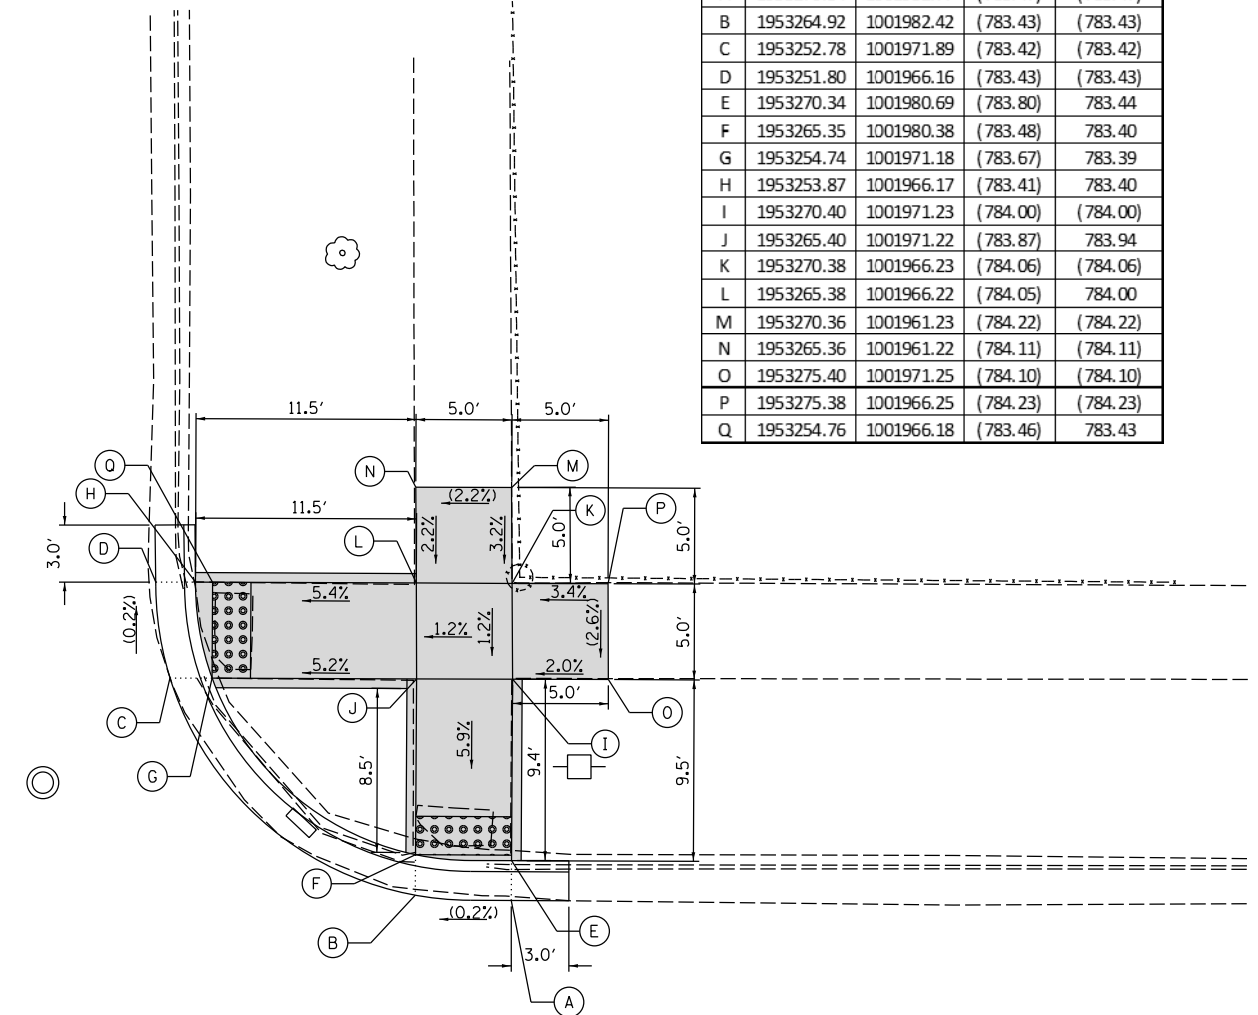 B 1953264.92 1001982.42 (783.43) (783.43)
C 1953252.78 1001971.89 (783.42) (783.42)
D 1953251.80 1001966.16 (783.43) (783.43)
E 1953270.34 1001980.69 (783.80) 783.44
F 1953265.35 1001980.38 (783.48) 783.40
G 1953254.74 1001971.18 (783.67) 783.39
H 1953253.87 1001966.17 (783.41) 783.40
I 1953270.40 1001971.23 (784.00) (784.00)
J 1953265.40 1001971.22 (783.87) 783.94
K 1953270.38 1001966.23 (784.06) (784.06)
L 1953265.38 1001966.22 (784.05) 784.00
M 1953270.36 1001961.23 (784.22) (784.22)
N 1953265.36 1001961.22 (784.11) (784.11)
O 1953275.40 1001971.25 (784.10) (784.10)
P 1953275.38 1001966.25 (784.23) (784.23)
Q 1953254.76 1001966.18 (783.46) 783.43
11.5' 5.0' 5.0'
Q N M
H (2.2%)
11.5' K P
L 2.2% 3.2% 5.0' 5.0'
3.0' D
5.4% 3.4%
(0.2%) 1.2% 1.2% (2.6%) 5.0'
5.2% 2.0%
5.0'
C J O
I
G 8.5' 5.9% 9.4' 9.5'
F
(0.2%)
B E
3.0'
A